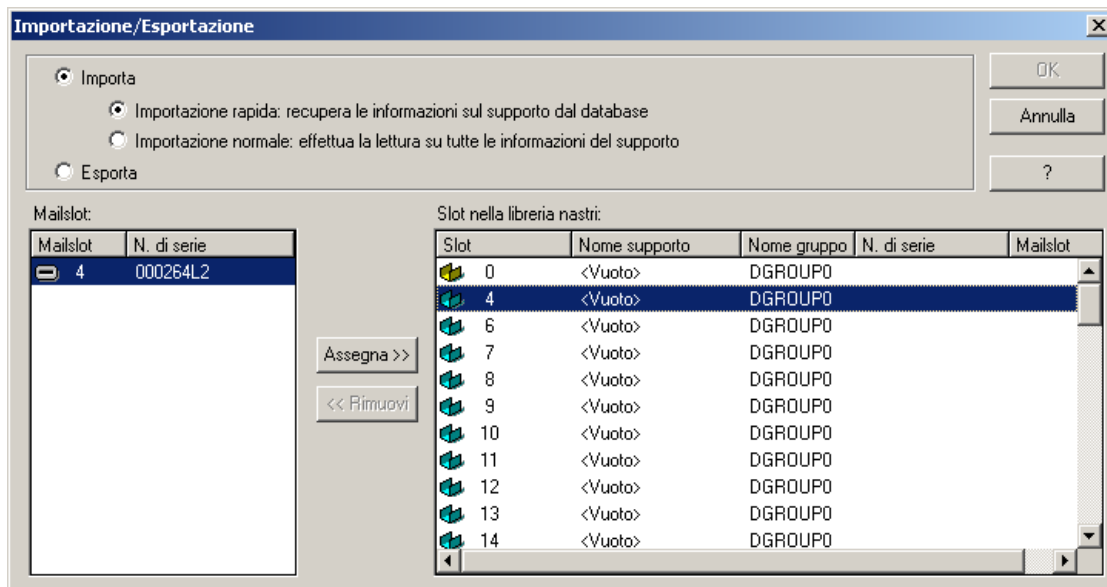 Importazione/Esportazione
Importa
OK
Importazione rapida: recupera le informazioni sul supporto dal database
Annulla
Importazione normale: effettua la lettura su tutte le informazioni del supporto
Esporta
?
Mailslot:
Slot nella libreria nastri:
Mailslot N. di serie
Slot Nome supporto Nome gruppo N. di serie Mailslot
4 000264L2
0 <Vuoto> DGROUP0
4 <Vuoto> DGROUP0
6 <Vuoto> DGROUP0
Assegna >>
7 <Vuoto> DGROUP0
8 <Vuoto> DGROUP0
<< Rimuovi
9 <Vuoto> DGROUP0
10 <Vuoto> DGROUP0
11 <Vuoto> DGROUP0
12 <Vuoto> DGROUP0
13 <Vuoto> DGROUP0
14 <Vuoto> DGROUP0